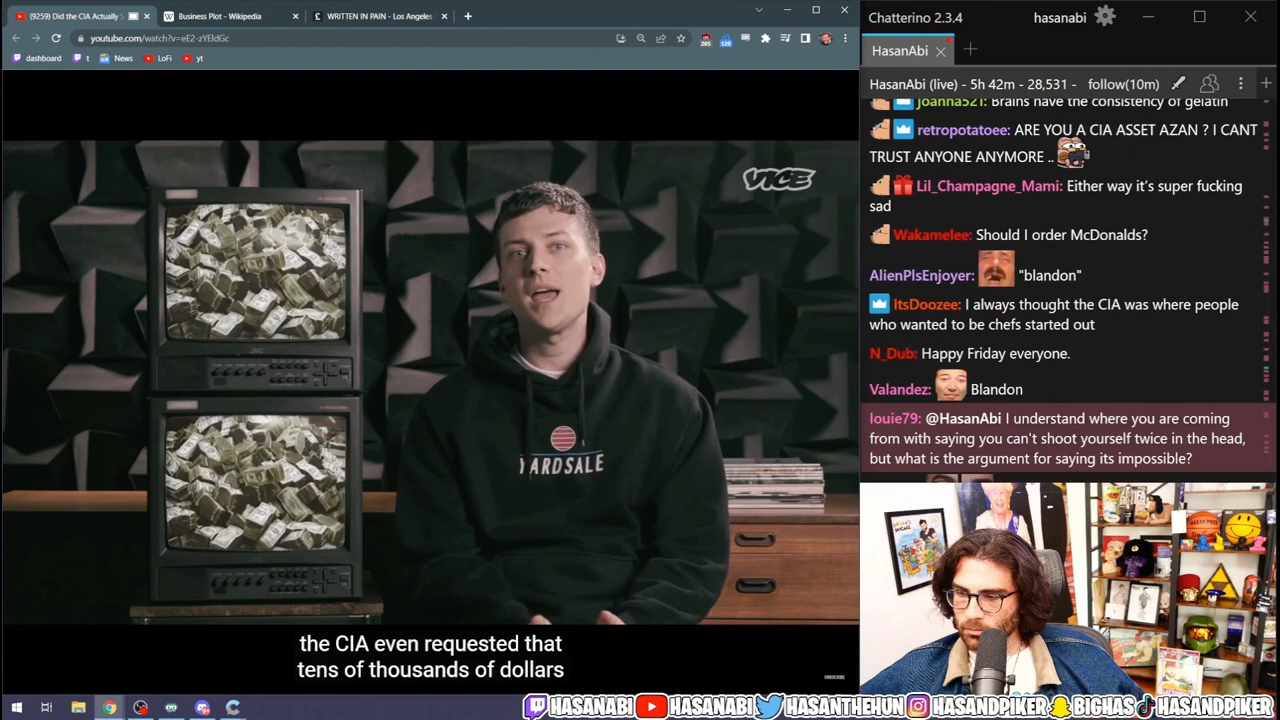 (9259) Did the CIA Actually S
Business Plot - Wikipedia
WRITTEN IN PAIN - Los Angeles
youtube.com/watch?v=eE2-zYEldGc
dashboard
t
News
LoFi
yt
VICE
YARDSALE
the CIA even requested that
tens of thousands of dollars
SUBSCRIBE
Chatterino 2.3.4
hasanabi
HasanAbi
HasanAbi (live) - 5h 42m - 28,531 - follow(10m)
joanna521: Brains have the consistency of gelatin
retropotatoee: ARE YOU A CIA ASSET AZAN ? I CANT
TRUST ANYONE ANYMORE ..
Lil_Champagne_Mami: Either way it's super fucking
sad
Wakamelee: Should I order McDonalds?
AlienPlsEnjoyer: "blandon"
ItsDoozee: I always thought the CIA was where people
who wanted to be chefs started out
N_Dub: Happy Friday everyone.
Valandez: Blandon
louie79: @HasanAbi I understand where you are coming
from with saying you can't shoot yourself twice in the head,
but what is the argument for saying its impossible?
HASANABI HASANABI HASANTHEHUN HASANDPIKER BIGHAS HASANDPIKER